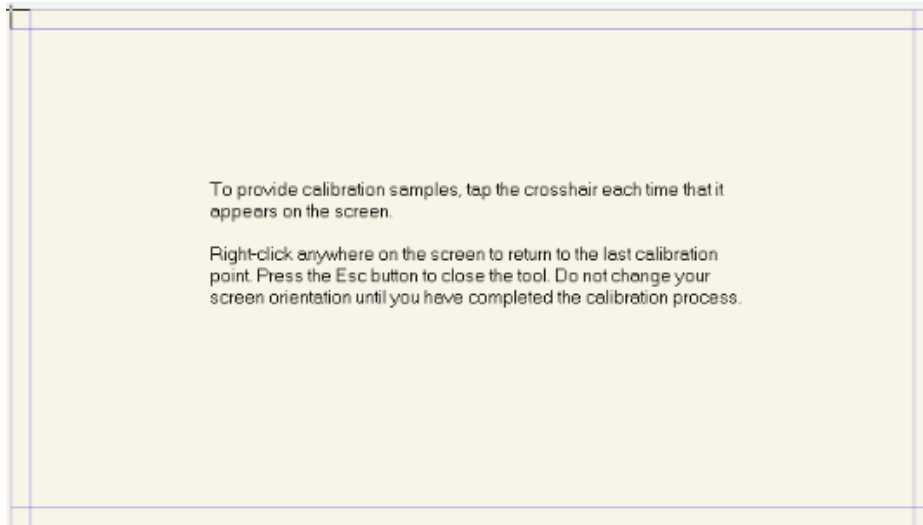 To provide calibration samples, tap the crosshair each time that it
appears on the screen.
Right-click anywhere on the screen to return to the last calibration
point. Press the Esc button to close the tool. Do not change your
screen orientation until you have completed the calibration process.